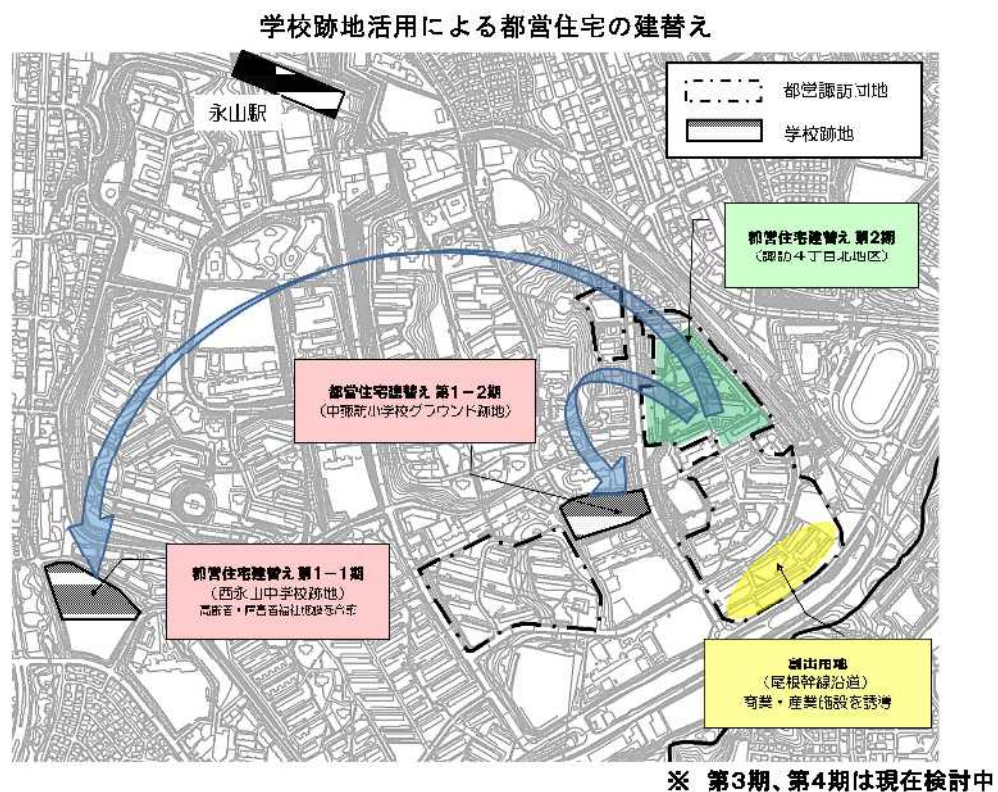 学校跡地活用による都営住宅の建替え
永山駅
都営諏訪団地
学校跡地
都営住宅建替え 第2期
(諏訪4丁目北地区)
都営住宅建替え 第1-2期
(中諏訪小学校グラウンド跡地)
都営住宅建替え 第1-1期
(西永山中学校跡地)
高齢者・障害者福祉施設を合築
創出用地
(尾根幹線沿道)
商業・産業施設を誘導
※ 第3期、第4期は現在検討中